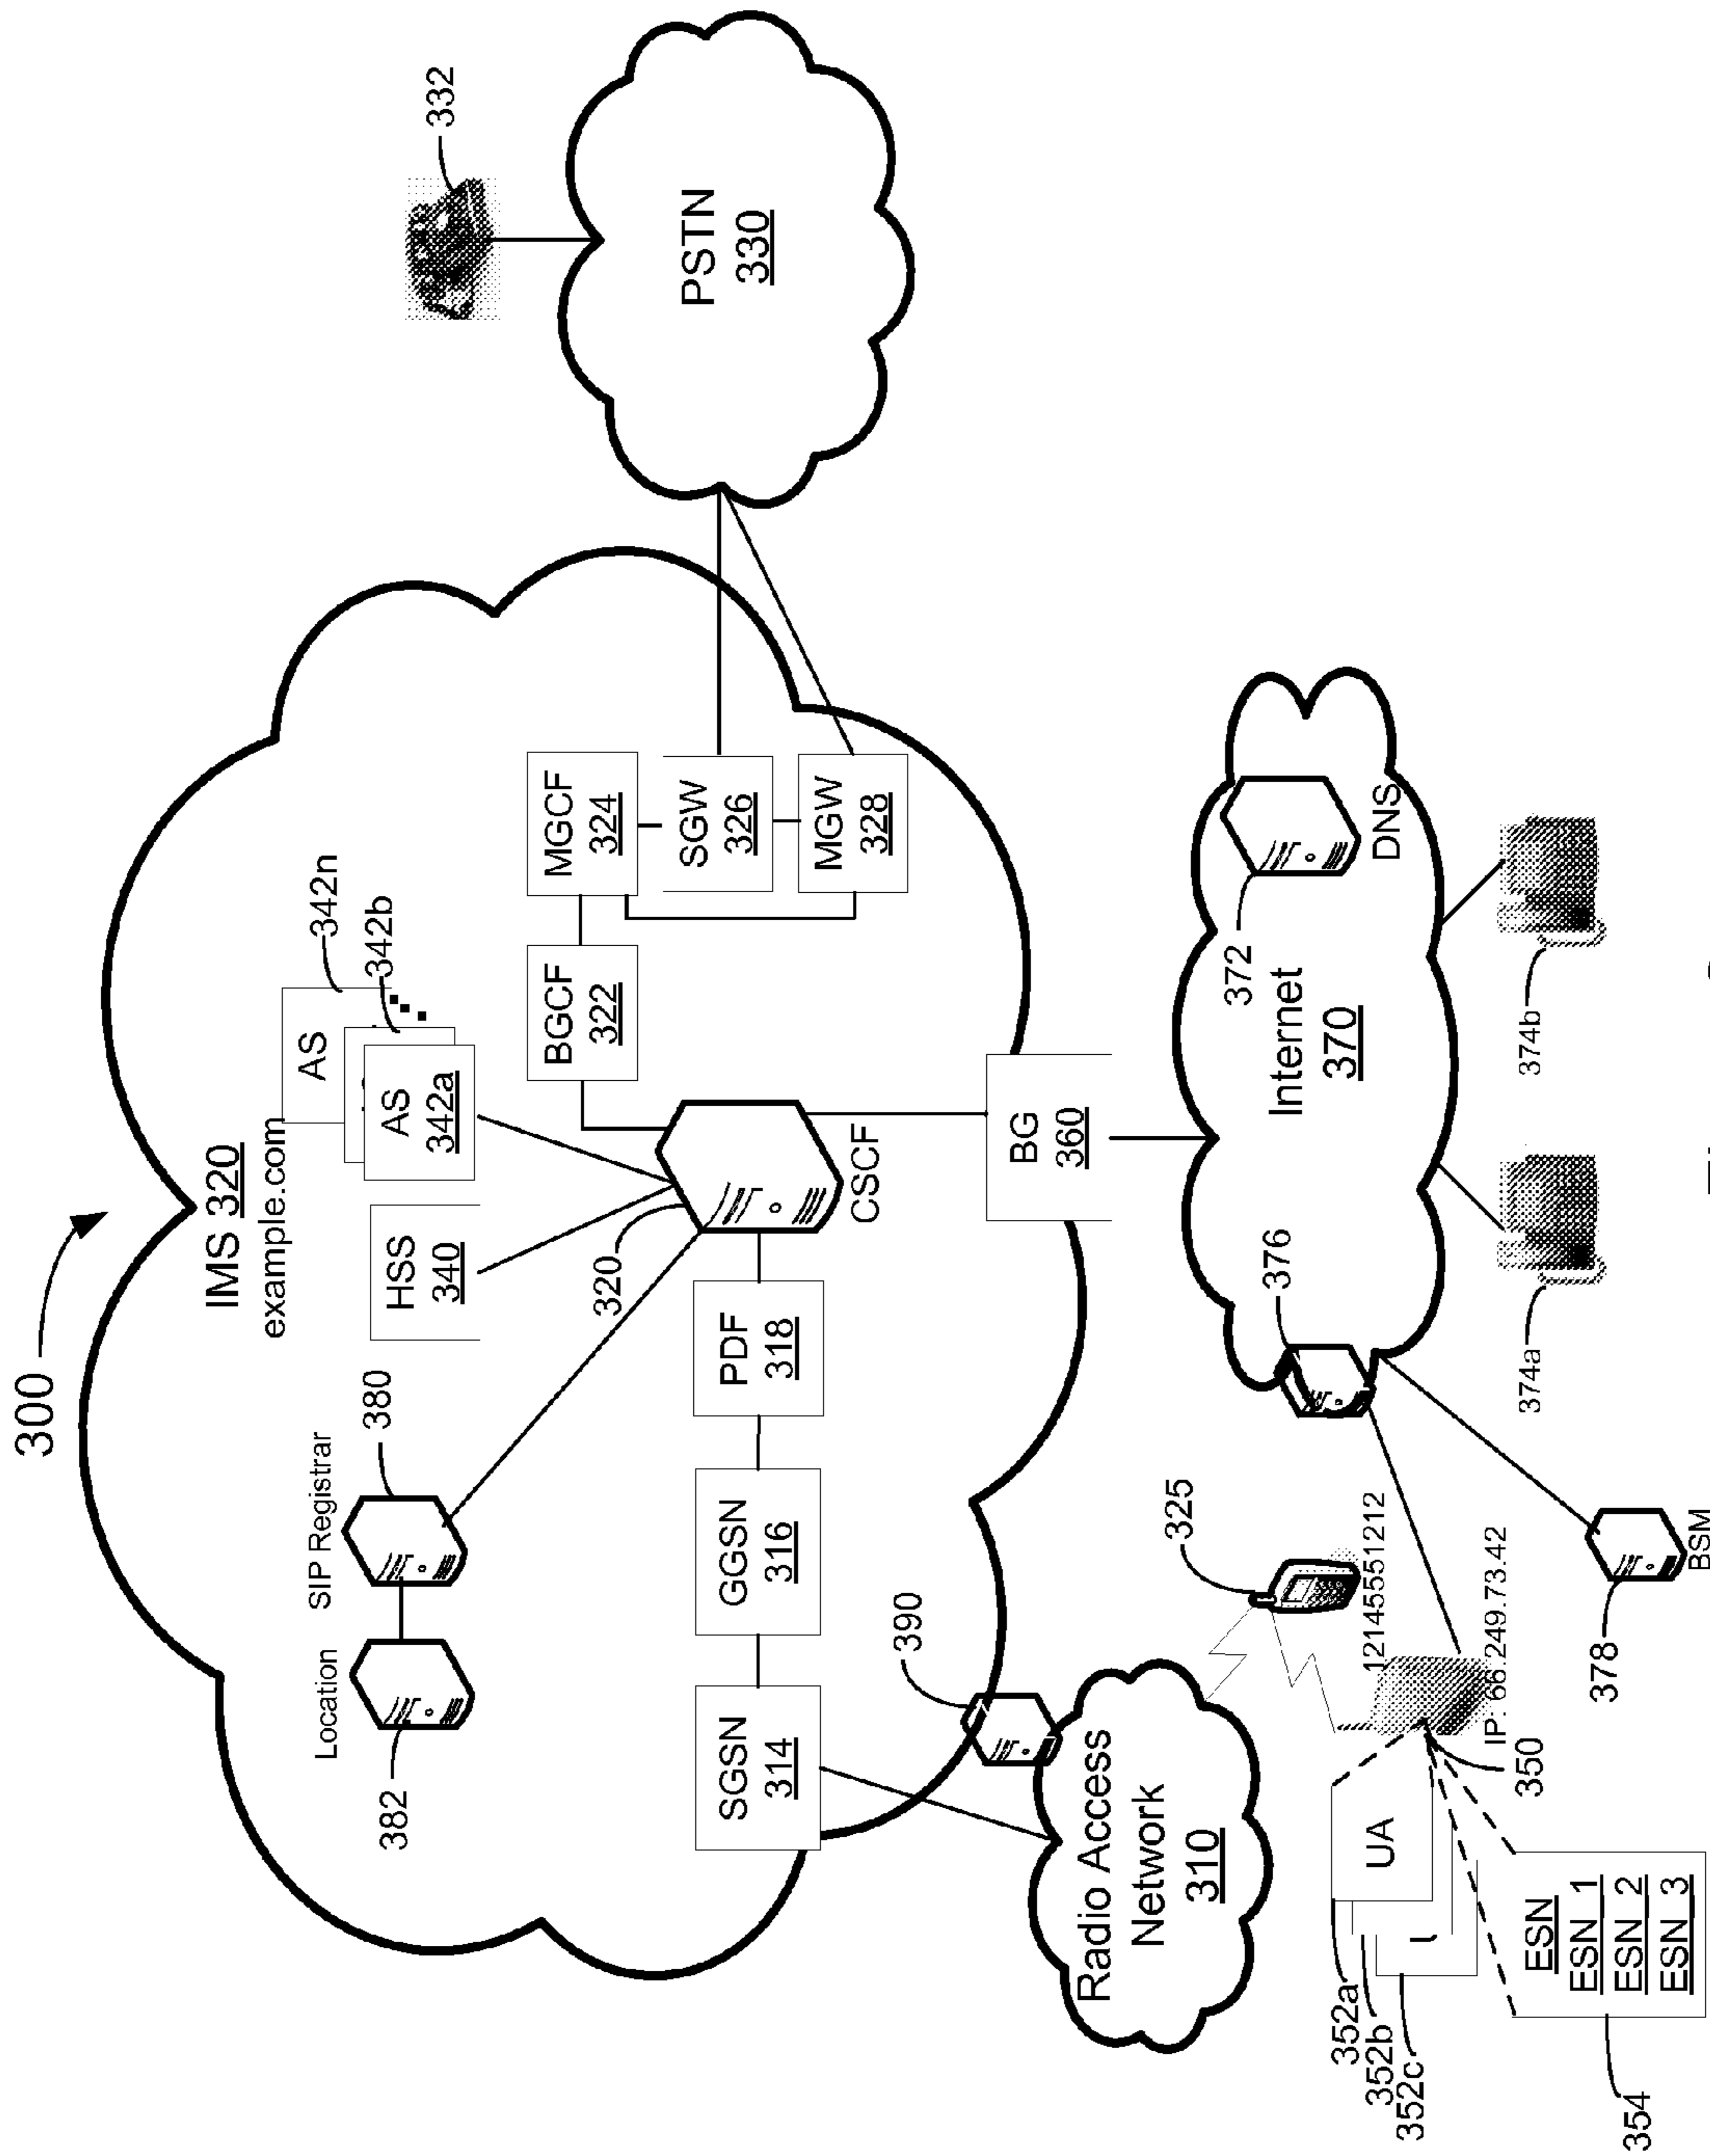 300
IMS 320
example.com
Location
SIP Registrar
382
380
HSS
340
AS
342a
AS
342n
342b
320
CSCF
SGSN
314
GGSN
316
PDF
318
BGCF
322
MGCF
324
SGW
326
MGW
328
PSTN
330
332
BG
360
390
Radio Access
Network
310
325
12145551212
IP: 66.249.73.42
350
UA
352a
352b
352c
ESN
ESN 1
ESN 2
ESN 3
354
376
Internet
370
372
DNS
374a
374b
378
BSM